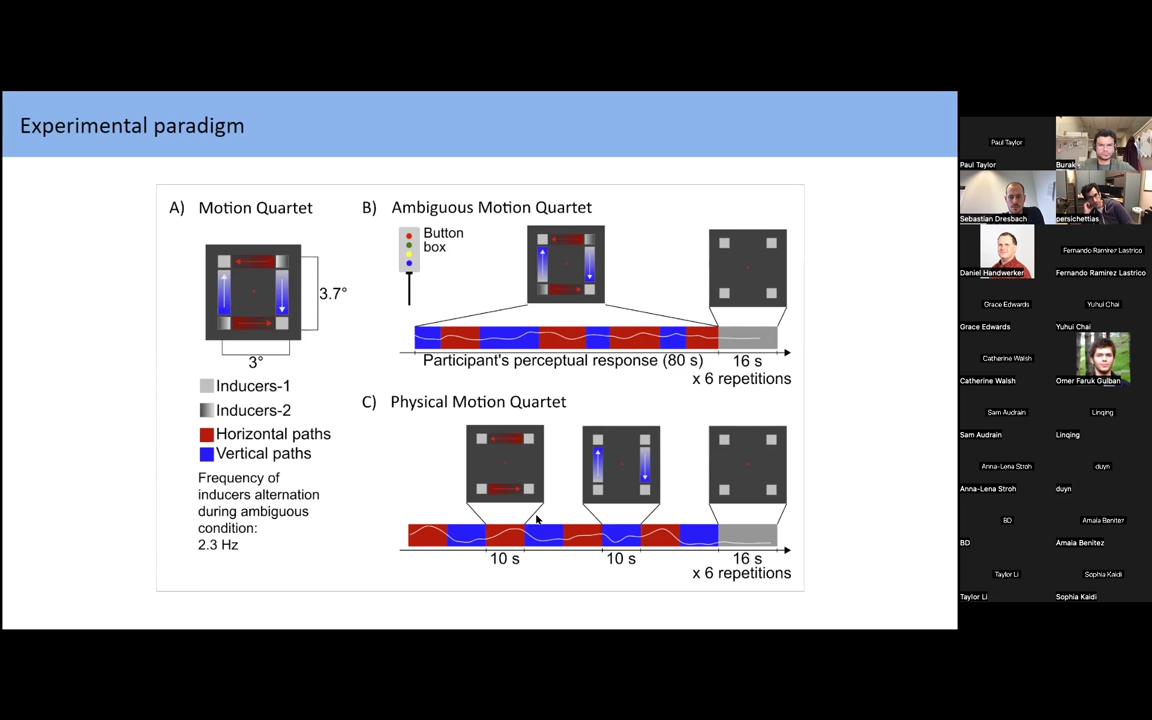 Experimental paradigm
A) Motion Quartet
3.7°
3°
Inducers-1
Inducers-2
Horizontal paths
Vertical paths
Frequency of
inducers alternation
during ambiguous
condition:
2.3 Hz
B) Ambiguous Motion Quartet
Button
box
Participant's perceptual response (80 s)
16 s
x 6 repetitions
C) Physical Motion Quartet
10 s
10 s
16 s
x 6 repetitions
Paul Taylor
Paul Taylor
Burak
Sebastian Dresbach
persichettias
Daniel Handwerker
Fernando Ramirez Lastrico
Fernando Ramirez Lastrico
Grace Edwards
Grace Edwards
Yuhui Chai
Yuhui Chai
Catherine Walsh
Catherine Walsh
Omer Faruk Gulban
Sam Audrain
Sam Audrain
Linqing
Linqing
Anna-Lena Stroh
Anna-Lena Stroh
duyn
duyn
BD
BD
Amaia Benitez
Amaia Benitez
Taylor Li
Taylor Li
Sophia Kaidi
Sophia Kaidi